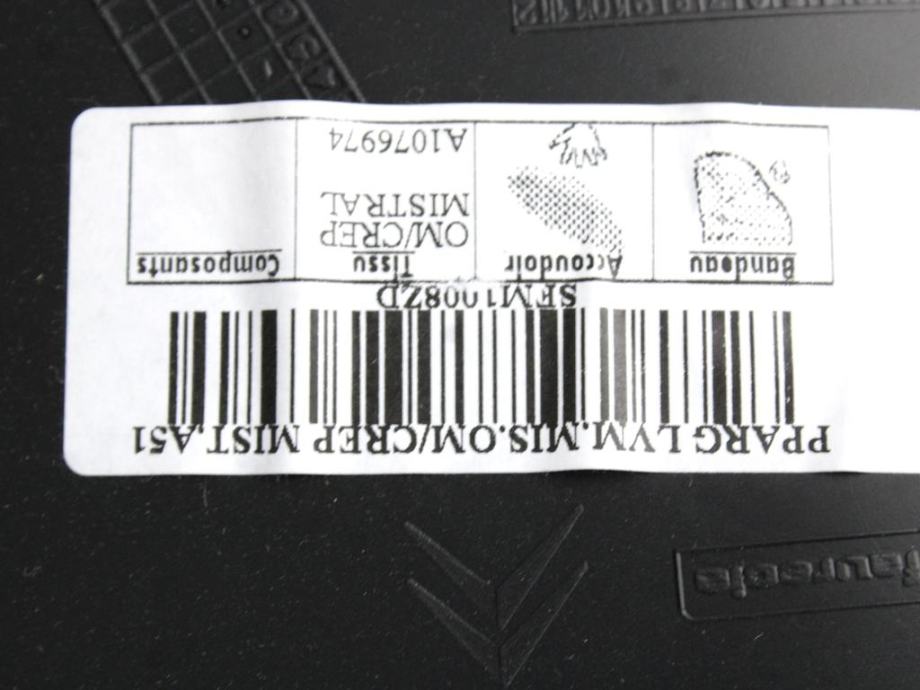 PPARG LVM.MIS.OM/CREP MIST.A51
SFM1008ZD
Bandeau
Accoudoir
Tissu
OM/CREP
MISTRAL
A1076974
Composants
faurecia